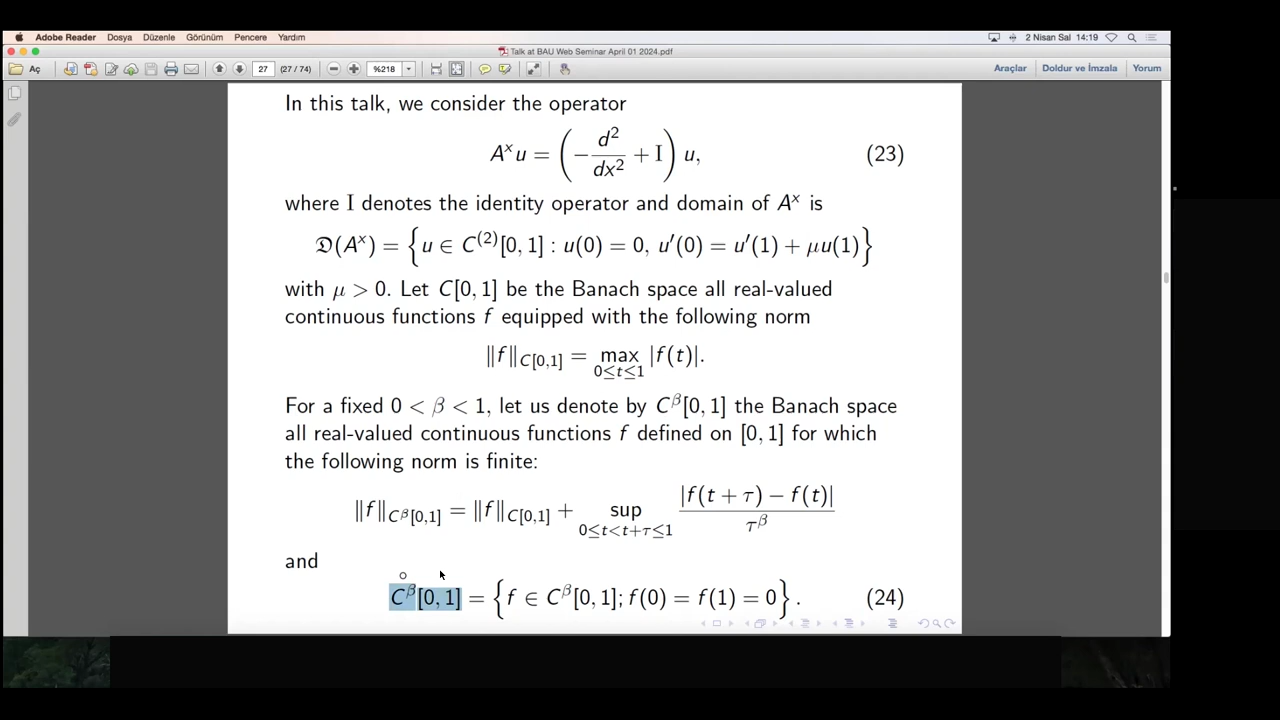 Adobe Reader Dosya Düzenle Görünüm Pencere Yardım 2 Nisan Sal 14:19
Talk at BAU Web Seminar April 01 2024.pdf
Aç 27 (27 / 74) %218 Araçlar Doldur ve İmzala Yorum
In this talk, we consider the operator
A^x u = ( − d²/dx² + I ) u, (23)
where I denotes the identity operator and domain of A^x is
𝔇(A^x) = { u ∈ C^(2)[0, 1] : u(0) = 0, u′(0) = u′(1) + μu(1) }
with μ > 0. Let C[0, 1] be the Banach space all real-valued
continuous functions f equipped with the following norm
‖f‖_C[0,1] = max_{0≤t≤1} |f(t)|.
For a fixed 0 < β < 1, let us denote by C^β[0, 1] the Banach space
all real-valued continuous functions f defined on [0, 1] for which
the following norm is finite:
‖f‖_{C^β[0,1]} = ‖f‖_{C[0,1]} + sup_{0≤t<t+τ≤1} |f(t + τ) − f(t)| / τ^β
and
C̊^β[0, 1] = { f ∈ C^β[0, 1]; f(0) = f(1) = 0 } . (24)